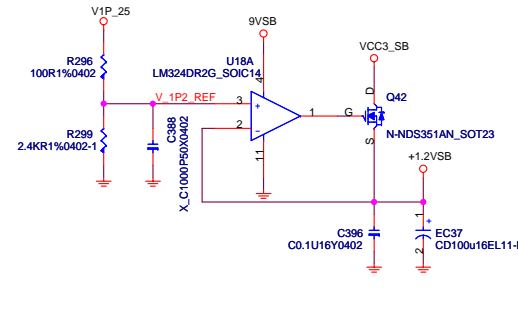 V1P_25
9VSB
VCC3_SB
R296
100R1%0402
U18A
LM324DR2G_SOIC14
4
D
Q42
V_1P2_REF
3
+
1
G
N-NDS351AN_SOT23
R299
2.4KR1%0402-1
C388
X_C1000P50X0402
2
-
11
S
+1.2VSB
C396
C0.1U16Y0402
1
+
EC37
CD100u16EL11-
2